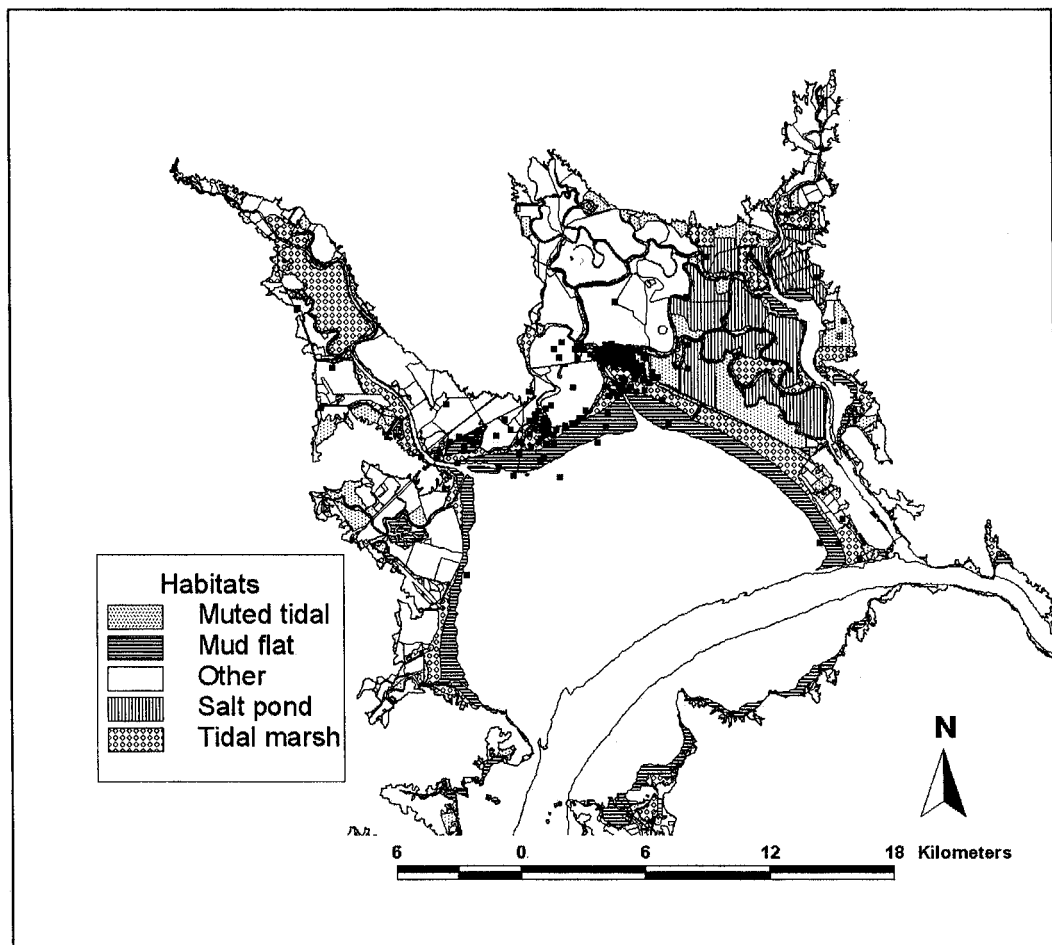 Habitats
Muted tidal
Mud flat
Other
Salt pond
Tidal marsh
N
6 0 6 12 18 Kilometers